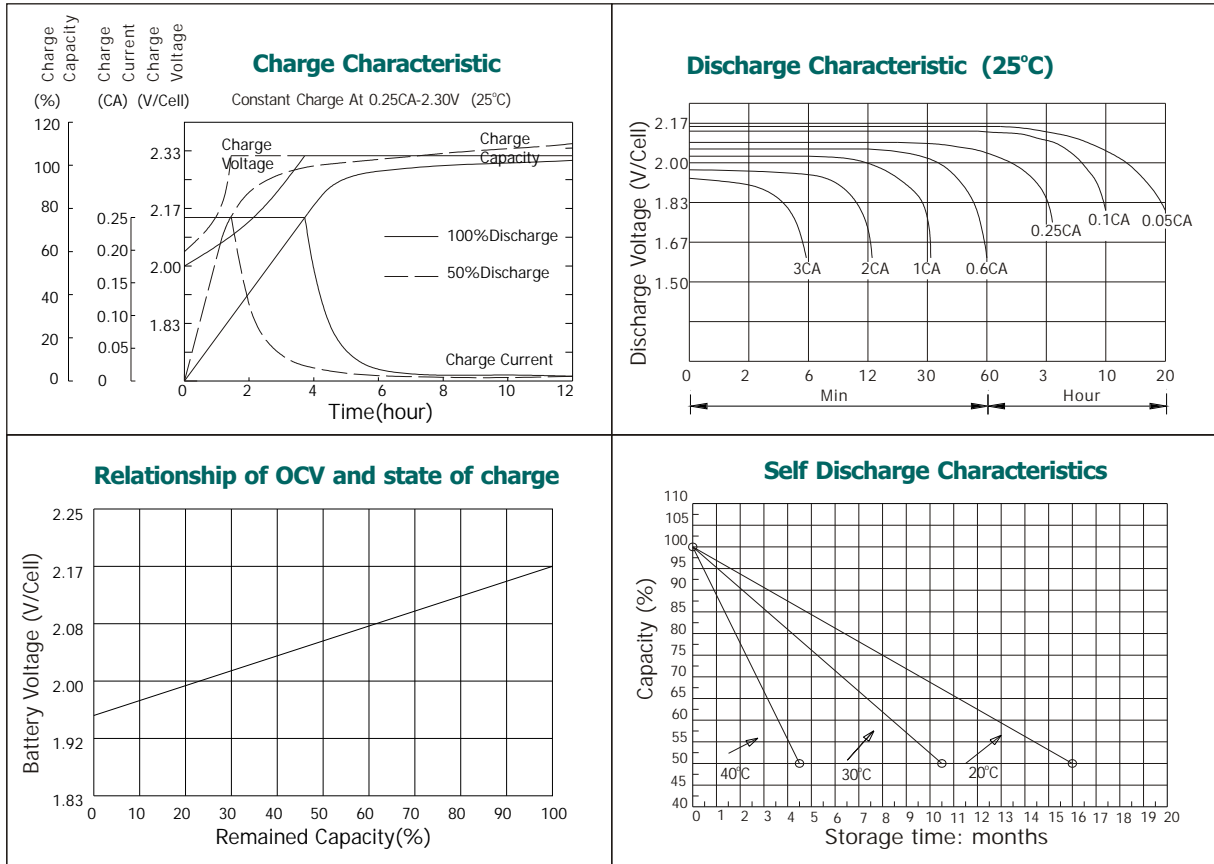 Charge Capacity
Charge Current
Charge Voltage
(%) (CA) (V/Cell)
Charge Characteristic
Constant Charge At 0.25CA-2.30V (25°C)
120
100
80
60
40
20
0
0.25
0.20
0.15
0.10
0.05
0
2.33
2.17
2.00
1.83
Charge Voltage
Charge Capacity
100%Discharge
50%Discharge
Charge Current
0 2 4 6 8 10 12
Time(hour)
Discharge Characteristic (25°C)
Discharge Voltage (V/Cell)
2.17
2.00
1.83
1.67
1.50
3CA 2CA 1CA 0.6CA 0.25CA 0.1CA 0.05CA
0 2 6 12 30 60 3 10 20
Min Hour
Relationship of OCV and state of charge
Battery Voltage (V/Cell)
2.25
2.17
2.08
2.00
1.92
1.83
0 10 20 30 40 50 60 70 80 90 100
Remained Capacity(%)
Self Discharge Characteristics
Capacity (%)
110
105
100
95
90
85
80
75
70
65
60
55
50
45
40
40°C 30°C 20°C
0 1 2 3 4 5 6 7 8 9 10 11 12 13 14 15 16 17 18 19 20
Storage time: months